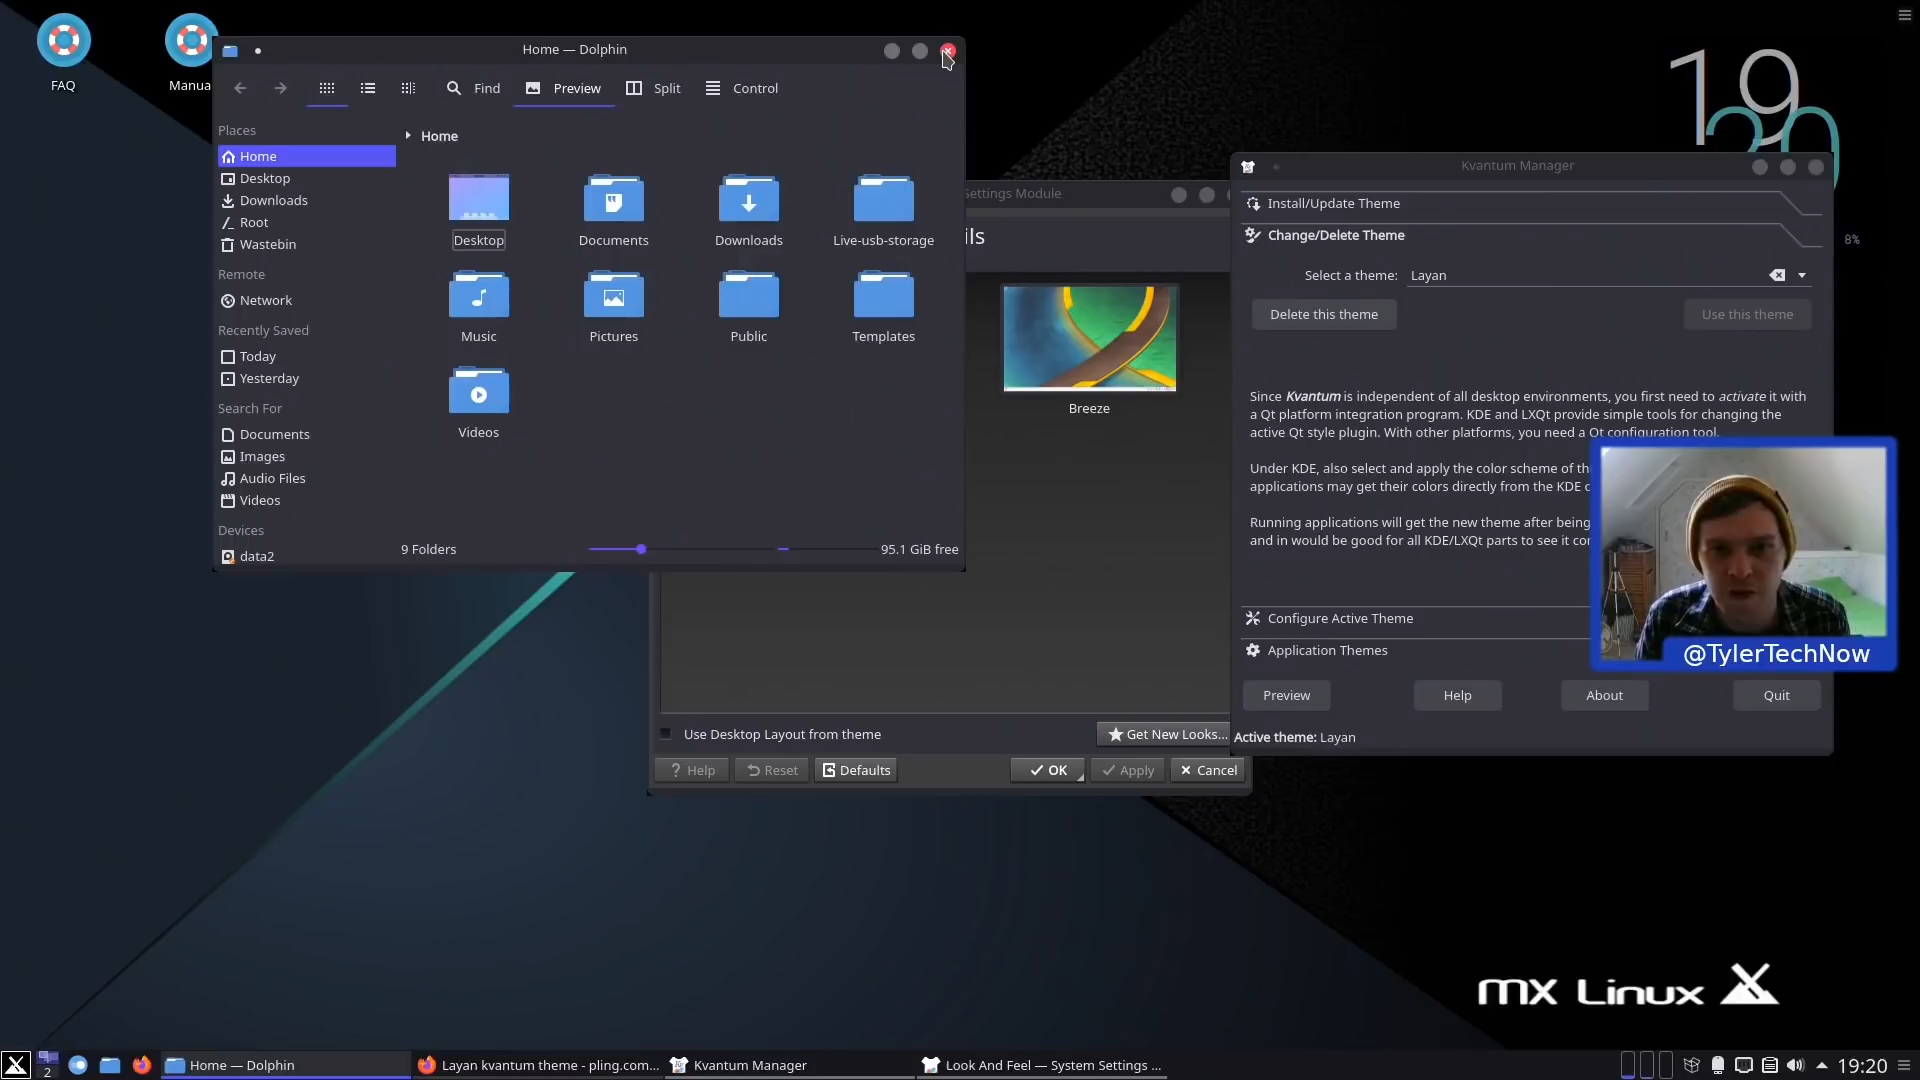 FAQ
Manua
Home — Dolphin
Find
Preview
Split
Control
Places
Home
Desktop
Downloads
Root
Wastebin
Remote
Network
Recently Saved
Today
Yesterday
Search For
Documents
Images
Audio Files
Videos
Devices
data2
Home
Desktop
Documents
Downloads
Live-usb-storage
Music
Pictures
Public
Templates
Videos
9 Folders
95.1 GiB free
Settings Module
ils
Breeze
Use Desktop Layout from theme
Get New Looks...
Help
Reset
Defaults
OK
Apply
Cancel
19
20
8%
Kvantum Manager
Install/Update Theme
Change/Delete Theme
Select a theme: Layan
Delete this theme
Use this theme
Since Kvantum is independent of all desktop environments, you first need to activate it with
a Qt platform integration program. KDE and LXQt provide simple tools for changing the
active Qt style plugin. With other platforms, you need a Qt configuration tool.
Under KDE, also select and apply the color scheme of th
applications may get their colors directly from the KDE c
Running applications will get the new theme after being
and in would be good for all KDE/LXQt parts to see it co
Configure Active Theme
Application Themes
Preview
Help
About
Quit
Active theme: Layan
@TylerTechNow
mx Linux
2
Home — Dolphin
Layan kvantum theme - pling.com...
Kvantum Manager
Look And Feel — System Settings ...
19:20